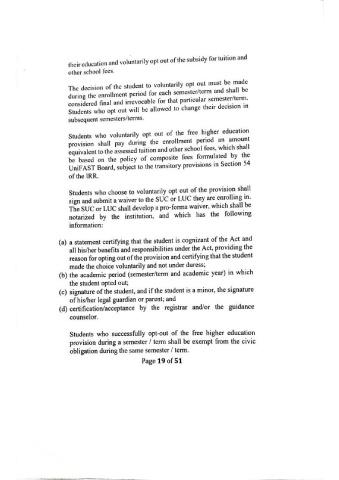 their education and voluntarily opt out of the subsidy for tuition and
other school fees.
The decision of the student to voluntarily opt out must be made
during the enrollment period for each semester/term and shall be
considered final and irrevocable for that particular semester/term.
Students who opt out will be allowed to change their decision in
subsequent semesters/terms.
Students who voluntarily opt out of the free higher education
provision shall pay during the enrollment period an amount
equivalent to the assessed tuition and other school fees, which shall
be based on the policy of composite fees formulated by the
UniFAST Board, subject to the transitory provisions in Section 54
of the IRR.
Students who choose to voluntarily opt out of the provision shall
sign and submit a waiver to the SUC or LUC they are enrolling in.
The SUC or LUC shall develop a pro-forma waiver, which shall be
notarized by the institution, and which has the following
information:
(a) a statement certifying that the student is cognizant of the Act and
all his/her benefits and responsibilities under the Act, providing the
reason for opting out of the provision and certifying that the student
made the choice voluntarily and not under duress;
(b) the academic period (semester/term and academic year) in which
the student opted out;
(c) signature of the student, and if the student is a minor, the signature
of his/her legal guardian or parent; and
(d) certification/acceptance by the registrar and/or the guidance
counselor.
Students who successfully opt-out of the free higher education
provision during a semester / term shall be exempt from the civic
obligation during the same semester / term.
Page 19 of 51